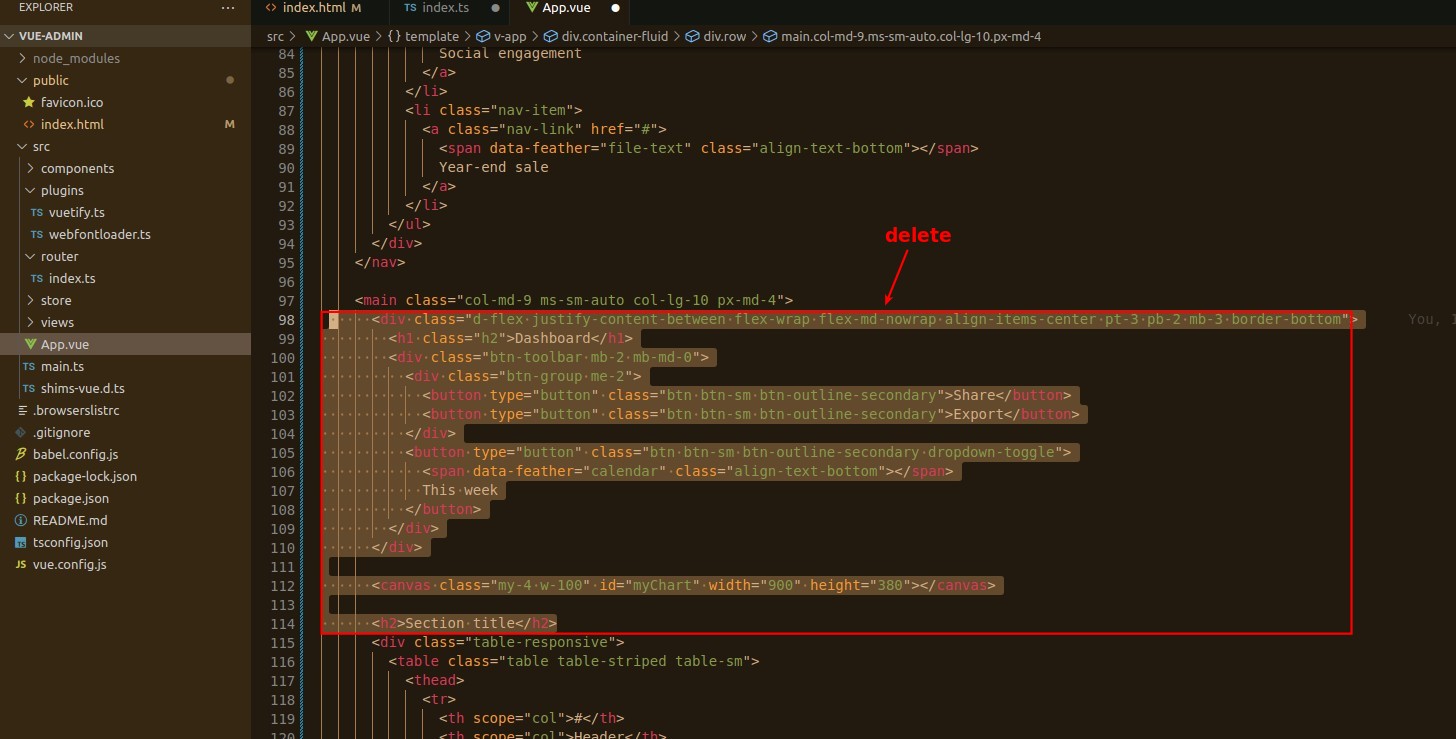 EXPLORER
index.html M
TS index.ts
App.vue
VUE-ADMIN
node_modules
public
favicon.ico
<> index.html M
src
components
plugins
TS vuetify.ts
TS webfontloader.ts
router
TS index.ts
store
views
App.vue
TS main.ts
TS shims-vue.d.ts
.browserslistrc
.gitignore
babel.config.js
{} package-lock.json
{} package.json
README.md
TS tsconfig.json
JS vue.config.js
src > App.vue > {} template > v-app > div.container-fluid > div.row > main.col-md-9.ms-sm-auto.col-lg-10.px-md-4
84 Social engagement
85 </a>
86 </li>
87 <li class="nav-item">
88 <a class="nav-link" href="#">
89 <span data-feather="file-text" class="align-text-bottom"></span>
90 Year-end sale
91 </a>
92 </li>
93 </ul>
94 </div>
95 </nav>
96
97 <main class="col-md-9 ms-sm-auto col-lg-10 px-md-4">
delete
98 <div class="d-flex justify-content-between flex-wrap flex-md-nowrap align-items-center pt-3 pb-2 mb-3 border-bottom"> You, 1
99 <h1 class="h2">Dashboard</h1>
100 <div class="btn-toolbar mb-2 mb-md-0">
101 <div class="btn-group me-2">
102 <button type="button" class="btn btn-sm btn-outline-secondary">Share</button>
103 <button type="button" class="btn btn-sm btn-outline-secondary">Export</button>
104 </div>
105 <button type="button" class="btn btn-sm btn-outline-secondary dropdown-toggle">
106 <span data-feather="calendar" class="align-text-bottom"></span>
107 This week
108 </button>
109 </div>
110 </div>
111
112 <canvas class="my-4 w-100" id="myChart" width="900" height="380"></canvas>
113
114 <h2>Section title</h2>
115 <div class="table-responsive">
116 <table class="table table-striped table-sm">
117 <thead>
118 <tr>
119 <th scope="col">#</th>
120 <th scope="col">Header</th>